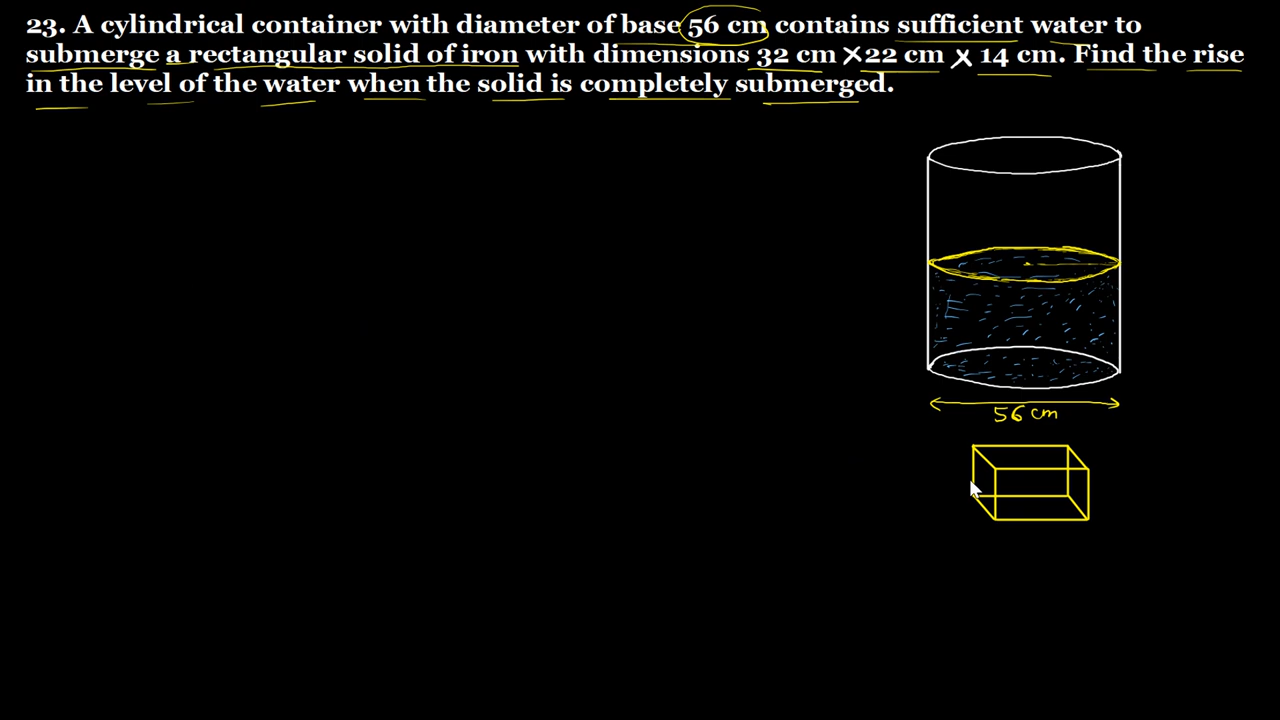 23. A cylindrical container with diameter of base 56 cm contains sufficient water to
submerge a rectangular solid of iron with dimensions 32 cm ×22 cm × 14 cm. Find the rise
in the level of the water when the solid is completely submerged.
56 cm